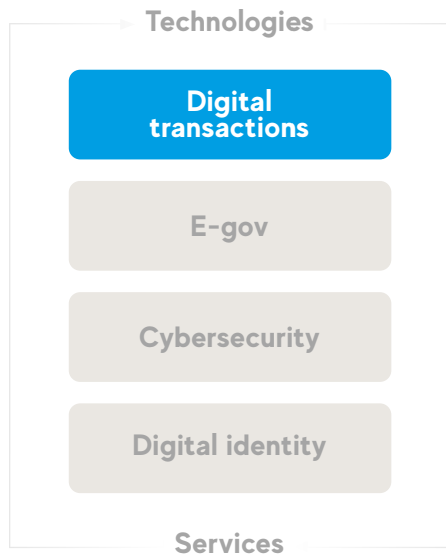 Technologies
Digital
transactions
E-gov
Cybersecurity
Digital identity
Services